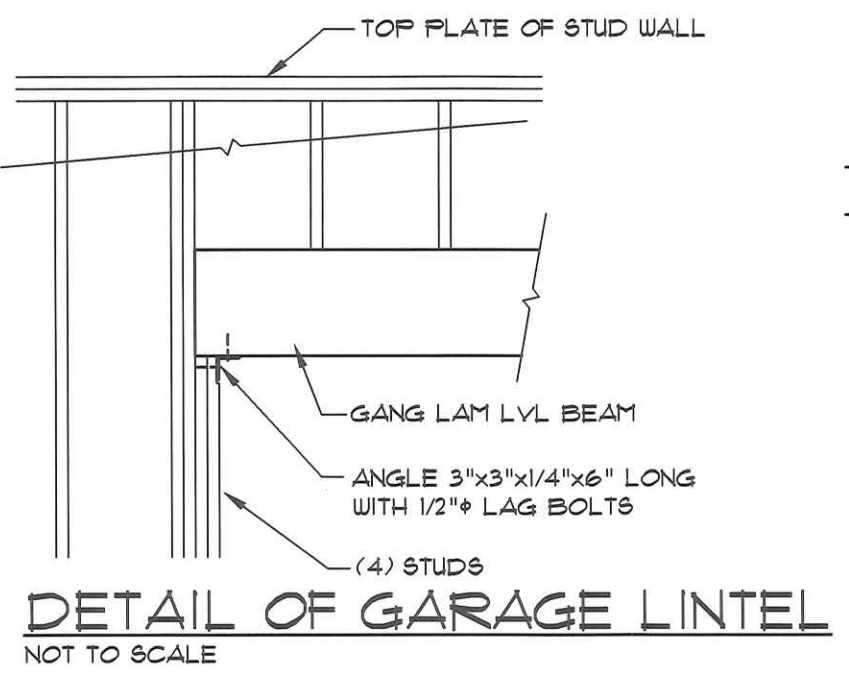 TOP PLATE OF STUD WALL
GANG LAM LVL BEAM
ANGLE 3"x3"x1/4"x6" LONG
WITH 1/2"ϕ LAG BOLTS
(4) STUDS
DETAIL OF GARAGE LINTEL
NOT TO SCALE